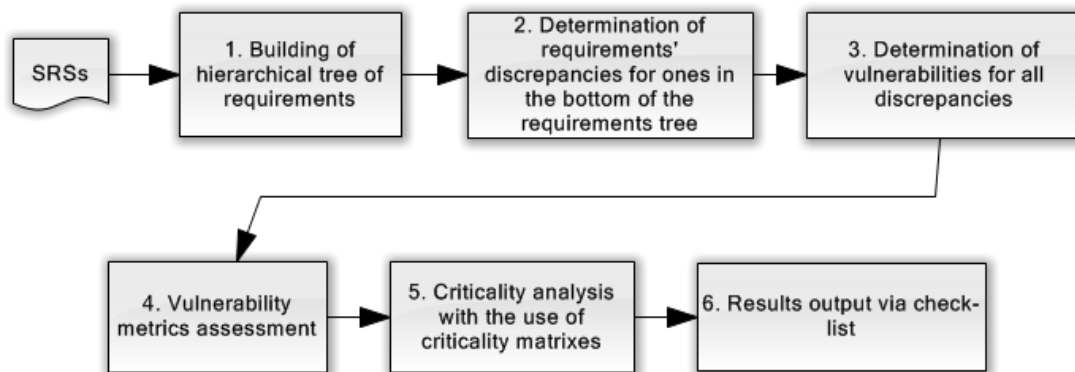 SRSs
1. Building of
hierarchical tree of
requirements
2. Determination of
requirements'
discrepancies for ones in
the bottom of the
requirements tree
3. Determination of
vulnerabilities for all
discrepancies
4. Vulnerability
metrics assessment
5. Criticality analysis
with the use of
criticality matrixes
6. Results output via check-
list